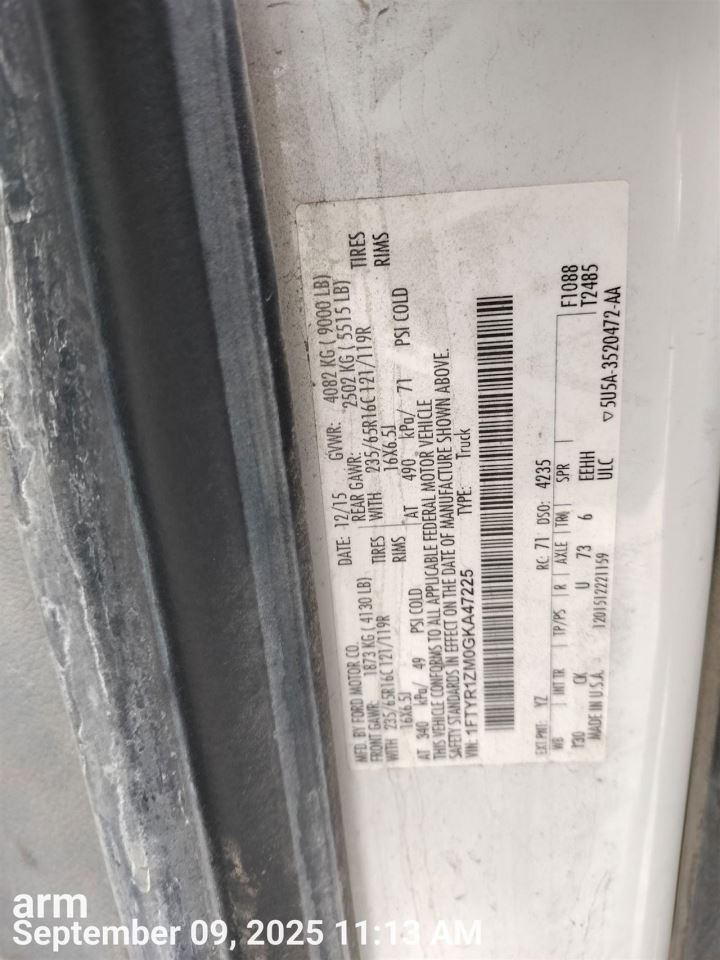 MFD. BY FORD MOTOR CO.
DATE: 12/15 GVWR: 4082 KG ( 9000 LB)
FRONT GAWR: 1873 KG ( 4130 LB) REAR GAWR: 2502 KG ( 5515 LB)
WITH 235/65R16C 121/119R TIRES WITH 235/65R16C 121/119R TIRES
16X6.5J RIMS 16X6.5J RIMS
AT 340 kPa/ 49 PSI COLD AT 490 kPa/ 71 PSI COLD
THIS VEHICLE CONFORMS TO ALL APPLICABLE FEDERAL MOTOR VEHICLE
SAFETY STANDARDS IN EFFECT ON THE DATE OF MANUFACTURE SHOWN ABOVE.
VIN: 1FTYR1ZM0GKA47225 TYPE: Truck
EXT PNT: YZ RC: 71 DSO: 4235
WB INT TR TP/PS R AXLE TRM SPR F1088
T2485
130 CK U 73 6 EEHH
MADE IN U.S.A. 1201512221159 ULC
▽ 5U5A-3520472-AA
arm
September 09, 2025 11:13 AM